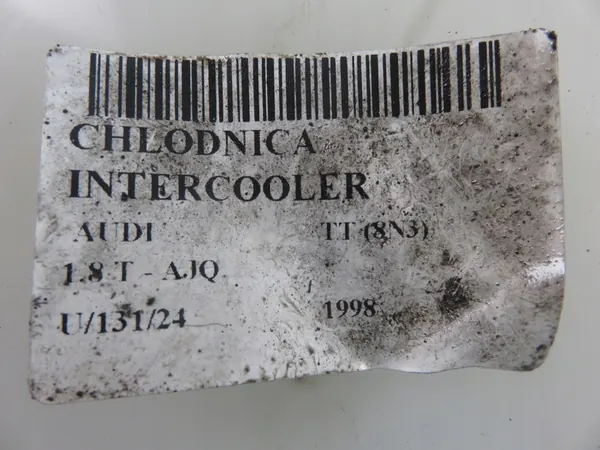 CHLODNICA
INTERCOOLER
AUDI TT (8N3)
1.8 T - AJQ
U/131/24 1998